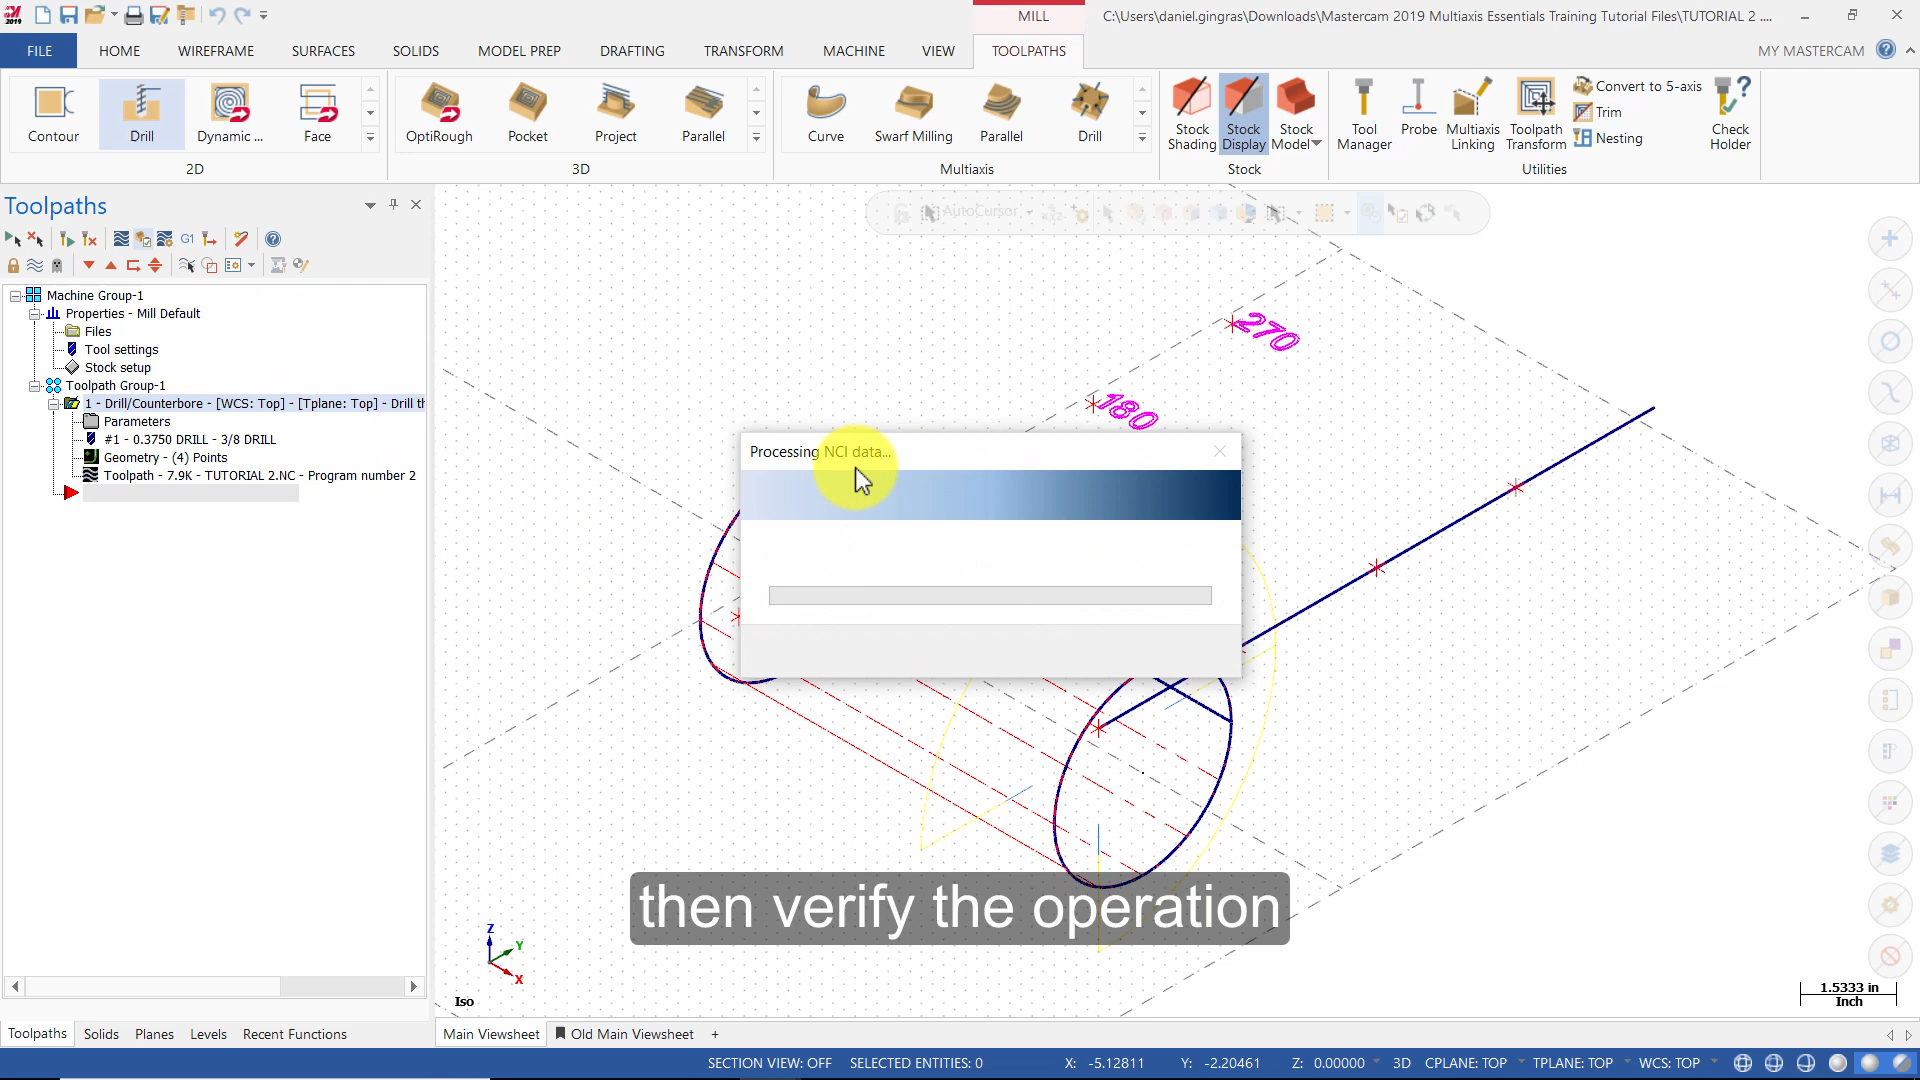 2019
MILL
C:\Users\daniel.gingras\Downloads\Mastercam 2019 Multiaxis Essentials Training Tutorial Files\TUTORIAL 2 ....
FILE HOME WIREFRAME SURFACES SOLIDS MODEL PREP DRAFTING TRANSFORM MACHINE VIEW TOOLPATHS MY MASTERCAM
Contour Drill Dynamic ... Face
2D
OptiRough Pocket Project Parallel
3D
Curve Swarf Milling Parallel Drill
Multiaxis
Stock Shading
Stock Display
Stock Model
Stock
Tool Manager
Probe
Multiaxis Linking
Toolpath Transform
Convert to 5-axis
Trim
Nesting
Check Holder
Utilities
Toolpaths
G1
Machine Group-1
Properties - Mill Default
Files
Tool settings
Stock setup
Toolpath Group-1
1 - Drill/Counterbore - [WCS: Top] - [Tplane: Top] - Drill th
Parameters
#1 - 0.3750 DRILL - 3/8 DRILL
Geometry - (4) Points
Toolpath - 7.9K - TUTORIAL 2.NC - Program number 2
AutoCursor
270
180
Processing NCI data...
then verify the operation
Z
Y
X
Iso
1.5333 in
Inch
Toolpaths Solids Planes Levels Recent Functions
Main Viewsheet Old Main Viewsheet +
SECTION VIEW: OFF SELECTED ENTITIES: 0 X: -5.12811 Y: -2.20461 Z: 0.00000 3D CPLANE: TOP TPLANE: TOP WCS: TOP